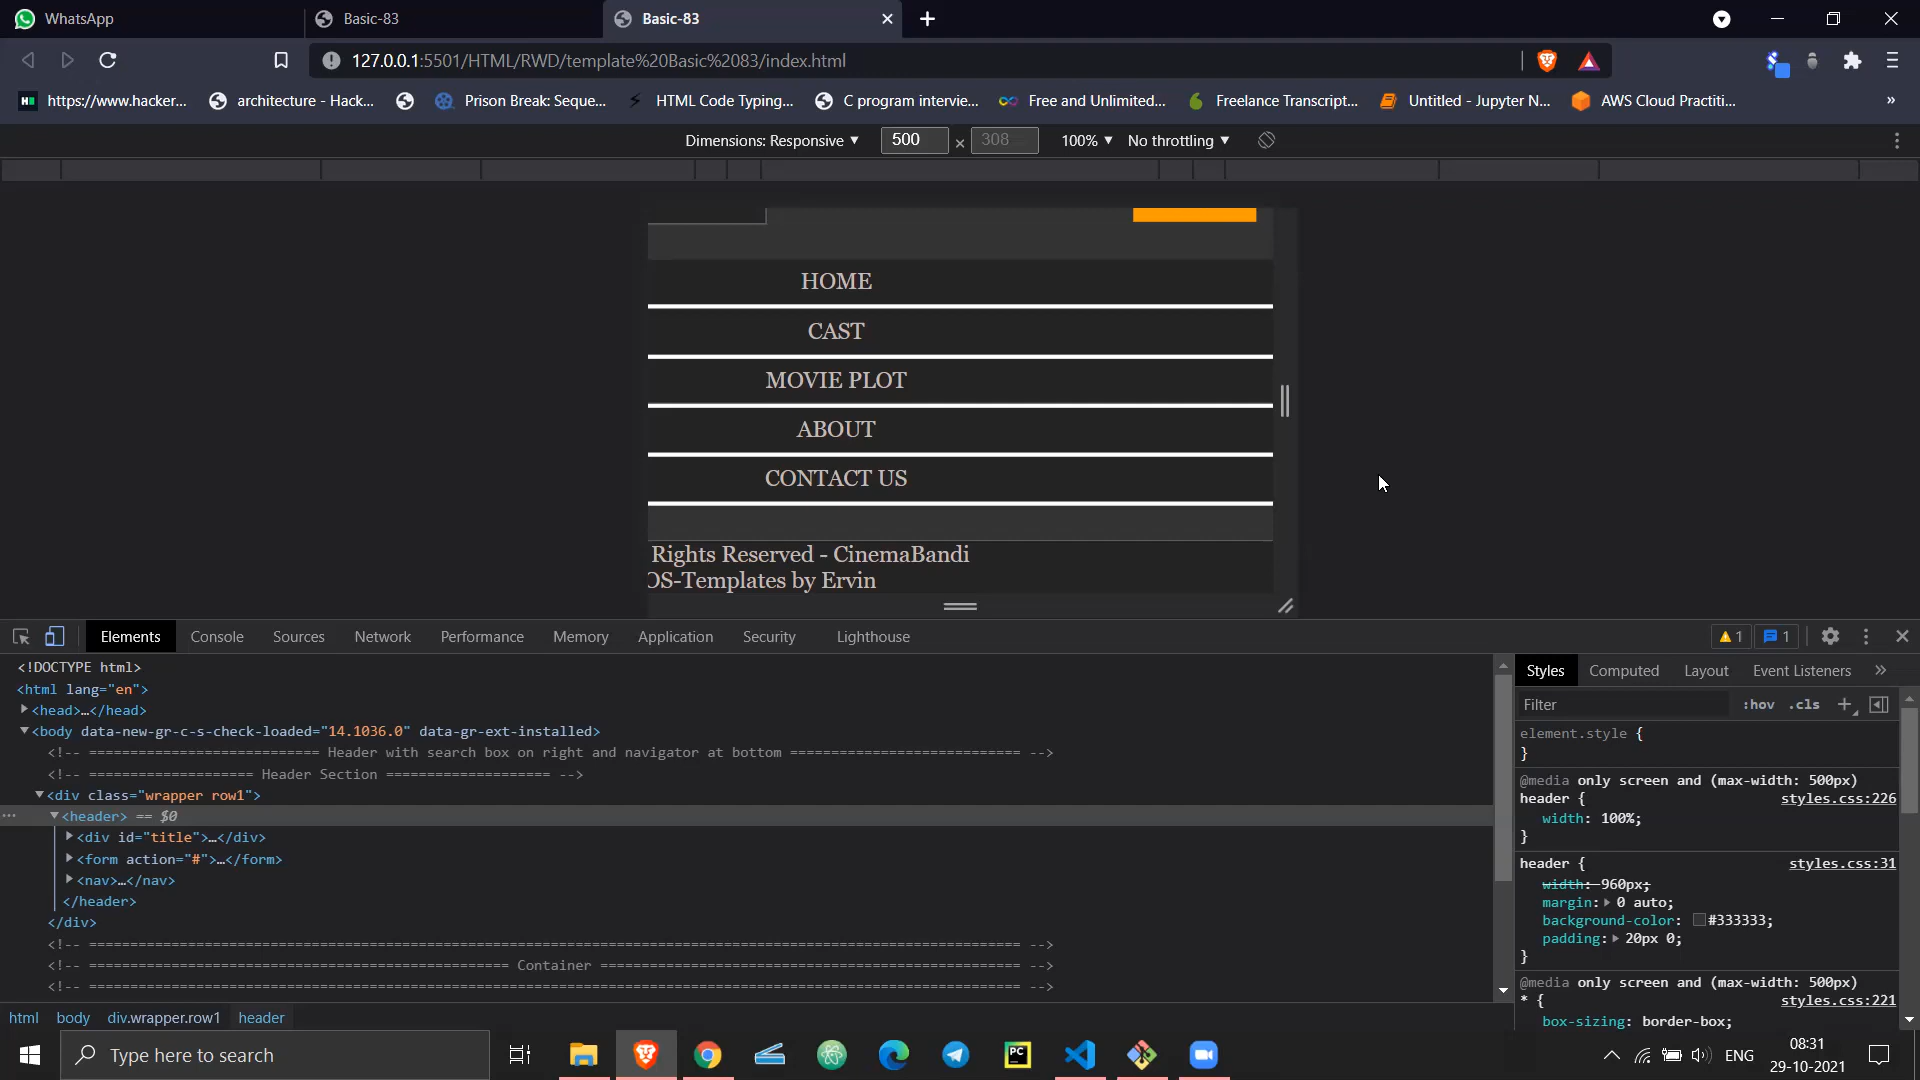 WhatsApp
Basic-83
Basic-83
127.0.0.1:5501/HTML/RWD/template%20Basic%2083/index.html
https://www.hacker...
architecture - Hack...
Prison Break: Seque...
HTML Code Typing...
C program intervie...
Free and Unlimited...
Freelance Transcript...
Untitled - Jupyter N...
AWS Cloud Practiti...
»
Dimensions: Responsive
500
×
308
100%
No throttling
HOME
CAST
MOVIE PLOT
ABOUT
CONTACT US
Rights Reserved - CinemaBandi
OS-Templates by Ervin
Elements
Console
Sources
Network
Performance
Memory
Application
Security
Lighthouse
1
1
<!DOCTYPE html>
<html lang="en">
<head>…</head>
<body data-new-gr-c-s-check-loaded="14.1036.0" data-gr-ext-installed>
<!-- ============================ Header with search box on right and navigator at bottom ============================ -->
<!-- ==================== Header Section ==================== -->
<div class="wrapper row1">
<header> == $0
<div id="title">…</div>
<form action="#">…</form>
<nav>…</nav>
</header>
</div>
<!-- ================================================================================================================= -->
<!-- =================================================== Container =================================================== -->
<!-- ================================================================================================================= -->
html
body
div.wrapper.row1
header
Styles
Computed
Layout
Event Listeners
»
Filter
:hov
.cls
+
element.style {
}
@media only screen and (max-width: 500px)
header {
styles.css:226
width: 100%;
}
header {
styles.css:31
width: 960px;
margin: 0 auto;
background-color: #333333;
padding: 20px 0;
}
@media only screen and (max-width: 500px)
* {
styles.css:221
box-sizing: border-box;
Type here to search
PC
ENG
08:31
29-10-2021